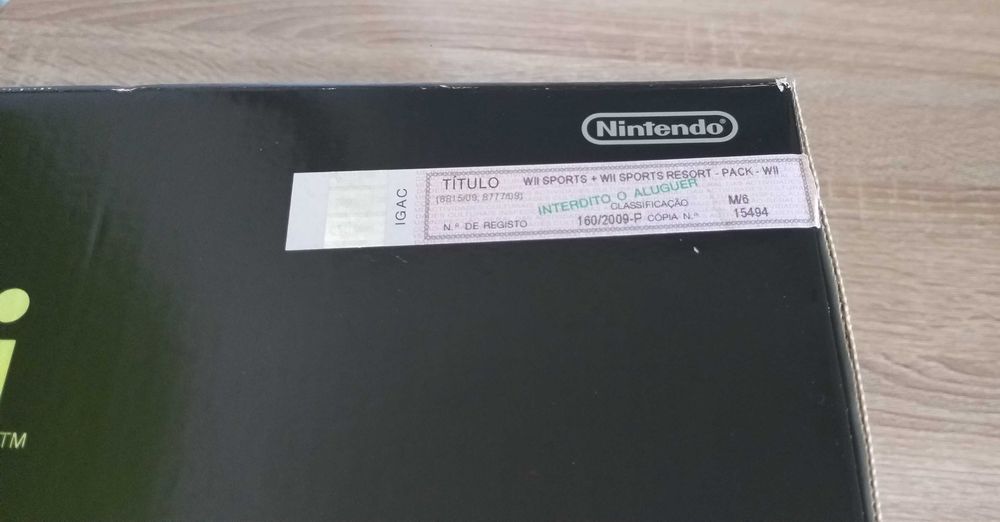 Nintendo®
IGAC
TÍTULO WII SPORTS + WII SPORTS RESORT - PACK - WII
(8815/09, 8777/09)
INTERDITO O ALUGUER
CLASSIFICAÇÃO M/6
N.º DE REGISTO 160/2009-P CÓPIA N.º 15494
i
TM